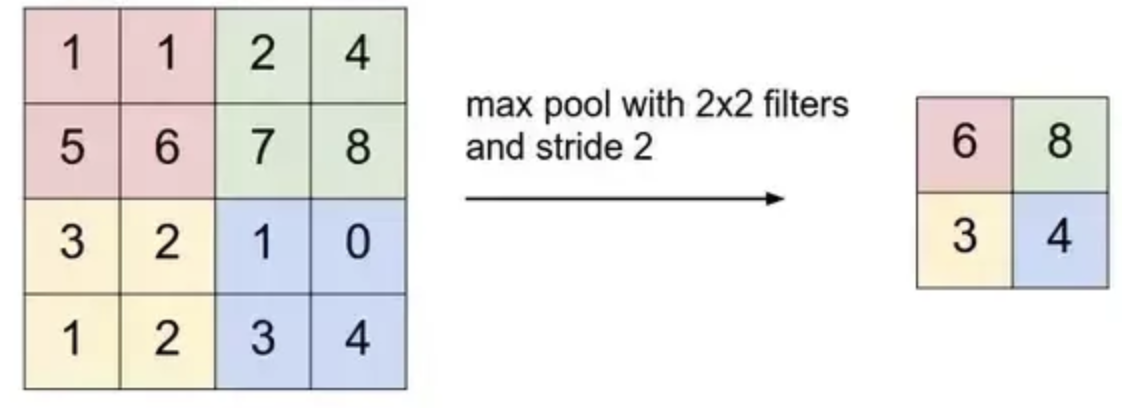 1 1 2 4
5 6 7 8
3 2 1 0
1 2 3 4
max pool with 2x2 filters
and stride 2
6 8
3 4